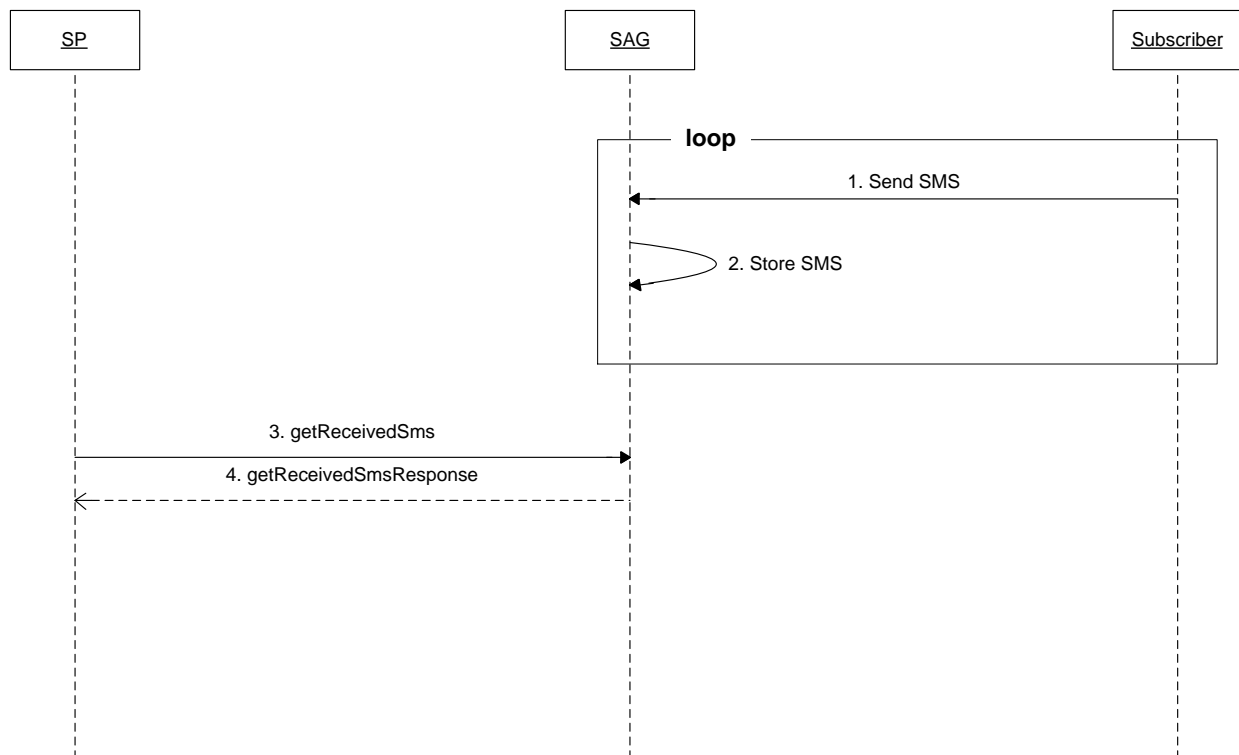 SP
SAG
Subscriber
loop
1. Send SMS
2. Store SMS
3. getReceivedSms
4. getReceivedSmsResponse